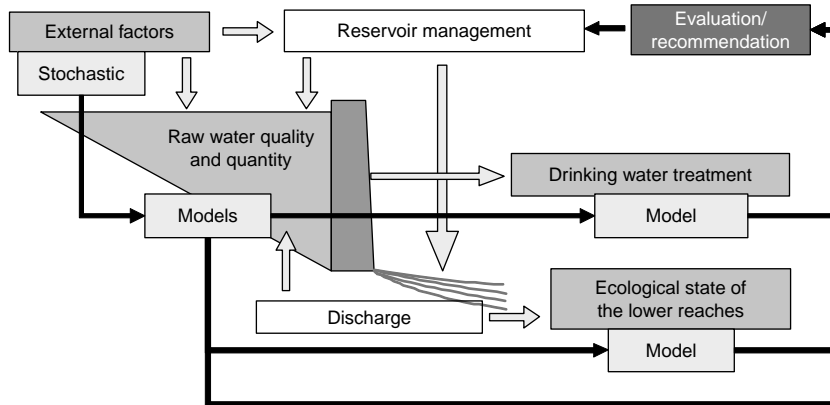 External factors
Reservoir management
Evaluation/
recommendation
Stochastic
Raw water quality
and quantity
Drinking water treatment
Models
Model
Ecological state of
the lower reaches
Discharge
Model